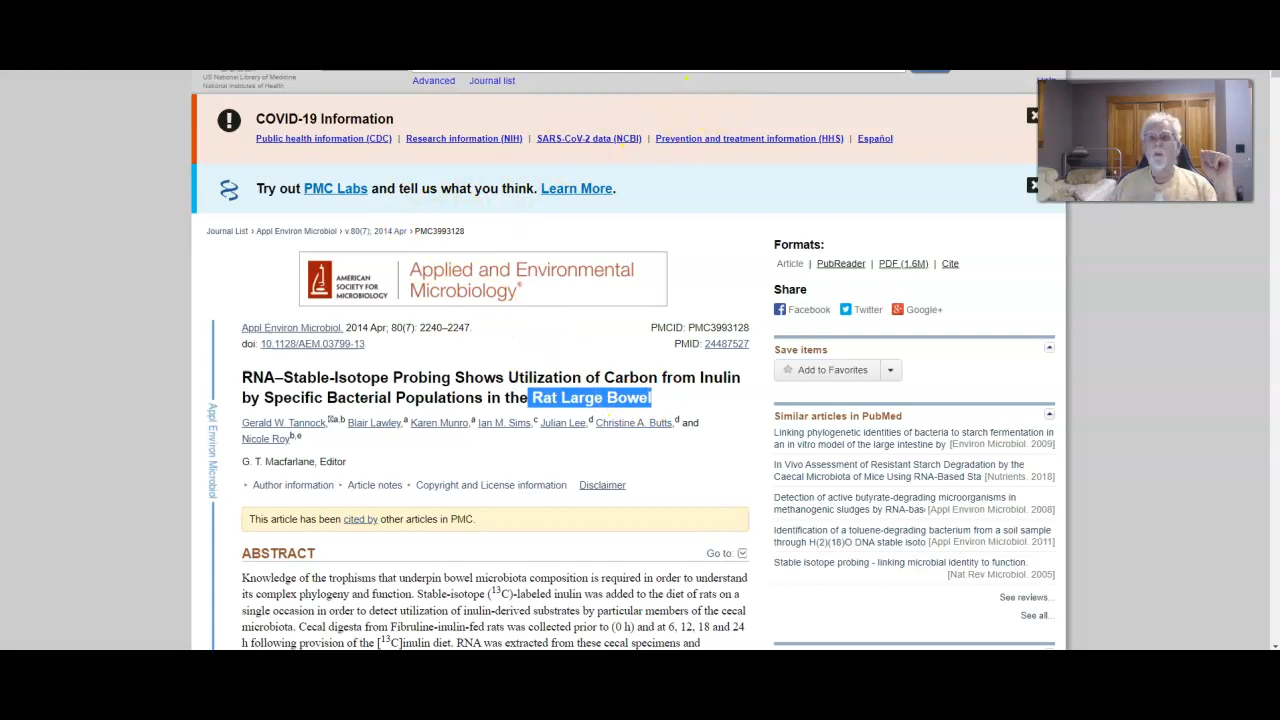 US National Library of Medicine
National Institutes of Health
Advanced Journal list
Help
COVID-19 Information
Public health information (CDC) | Research information (NIH) | SARS-CoV-2 data (NCBI) | Prevention and treatment information (HHS) | Español
Try out PMC Labs and tell us what you think. Learn More.
Journal List > Appl Environ Microbiol > v.80(7); 2014 Apr > PMC3993128
AMERICAN
SOCIETY FOR
MICROBIOLOGY
Applied and Environmental
Microbiology®
Appl Environ Microbiol. 2014 Apr; 80(7): 2240–2247.
PMCID: PMC3993128
doi: 10.1128/AEM.03799-13
PMID: 24487527
RNA–Stable-Isotope Probing Shows Utilization of Carbon from Inulin
by Specific Bacterial Populations in the Rat Large Bowel
Gerald W. Tannock,a,b Blair Lawley,a Karen Munro,a Ian M. Sims,c Julian Lee,d Christine A. Butts,d and
Nicole Royb,e
G. T. Macfarlane, Editor
Author information Article notes Copyright and License information Disclaimer
This article has been cited by other articles in PMC.
ABSTRACT
Go to:
Knowledge of the trophisms that underpin bowel microbiota composition is required in order to understand
its complex phylogeny and function. Stable-isotope (13C)-labeled inulin was added to the diet of rats on a
single occasion in order to detect utilization of inulin-derived substrates by particular members of the cecal
microbiota. Cecal digesta from Fibruline-inulin-fed rats was collected prior to (0 h) and at 6, 12, 18 and 24
h following provision of the [13C]inulin diet. RNA was extracted from these cecal specimens and
Appl Environ Microbiol
Formats:
Article | PubReader | PDF (1.6M) | Cite
Share
Facebook Twitter Google+
Save items
Add to Favorites
Similar articles in PubMed
Linking phylogenetic identities of bacteria to starch fermentation in
an in vitro model of the large intestine by [Environ Microbiol. 2009]
In Vivo Assessment of Resistant Starch Degradation by the
Caecal Microbiota of Mice Using RNA-Based Sta [Nutrients. 2018]
Detection of active butyrate-degrading microorganisms in
methanogenic sludges by RNA-bas [Appl Environ Microbiol. 2008]
Identification of a toluene-degrading bacterium from a soil sample
through H(2)(18)O DNA stable isoto [Appl Environ Microbiol. 2011]
Stable isotope probing - linking microbial identity to function.
[Nat Rev Microbiol. 2005]
See reviews...
See all...